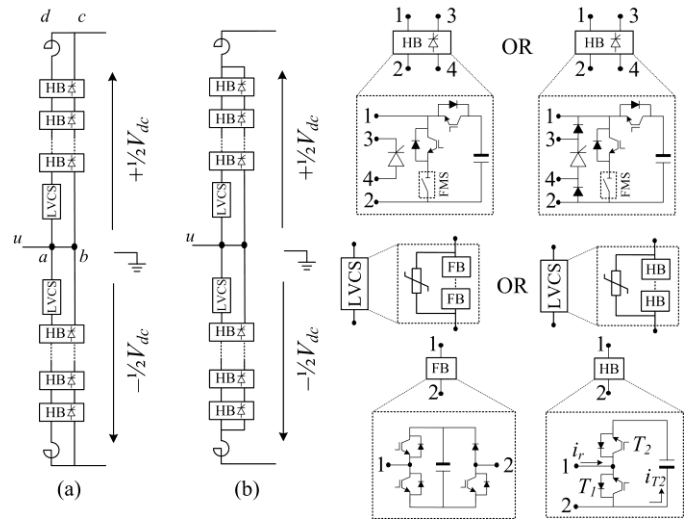 d c
HB
HB
HB
LVCS
+½V_dc
u
a b
LVCS
HB
HB
HB
−½V_dc
(a)
HB
HB
HB
LVCS
+½V_dc
u
LVCS
HB
HB
HB
−½V_dc
(b)
1 3
HB
2 4
OR
1 3
HB
2 4
1
3
4
2
FMS
1
3
4
2
FMS
LVCS
FB
FB
OR
LVCS
HB
HB
1
FB
2
1
HB
2
1 2
i_r T_2
1
T_1 i_T2
2